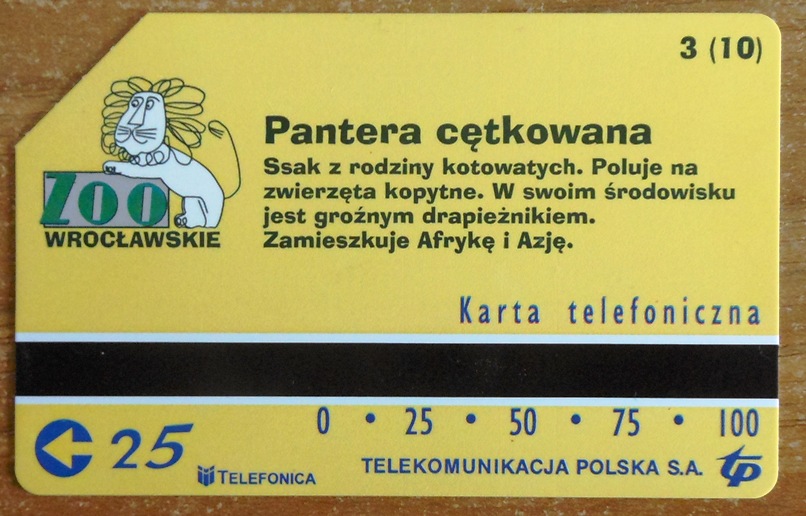 3 (10)
Pantera cętkowana
Ssak z rodziny kotowatych. Poluje na
zwierzęta kopytne. W swoim środowisku
jest groźnym drapieżnikiem.
Zamieszkuje Afrykę i Azję.
ZOO
WROCŁAWSKIE
Karta telefoniczna
0 • 25 • 50 • 75 • 100
25
TELEFONICA
TELEKOMUNIKACJA POLSKA S.A. tp